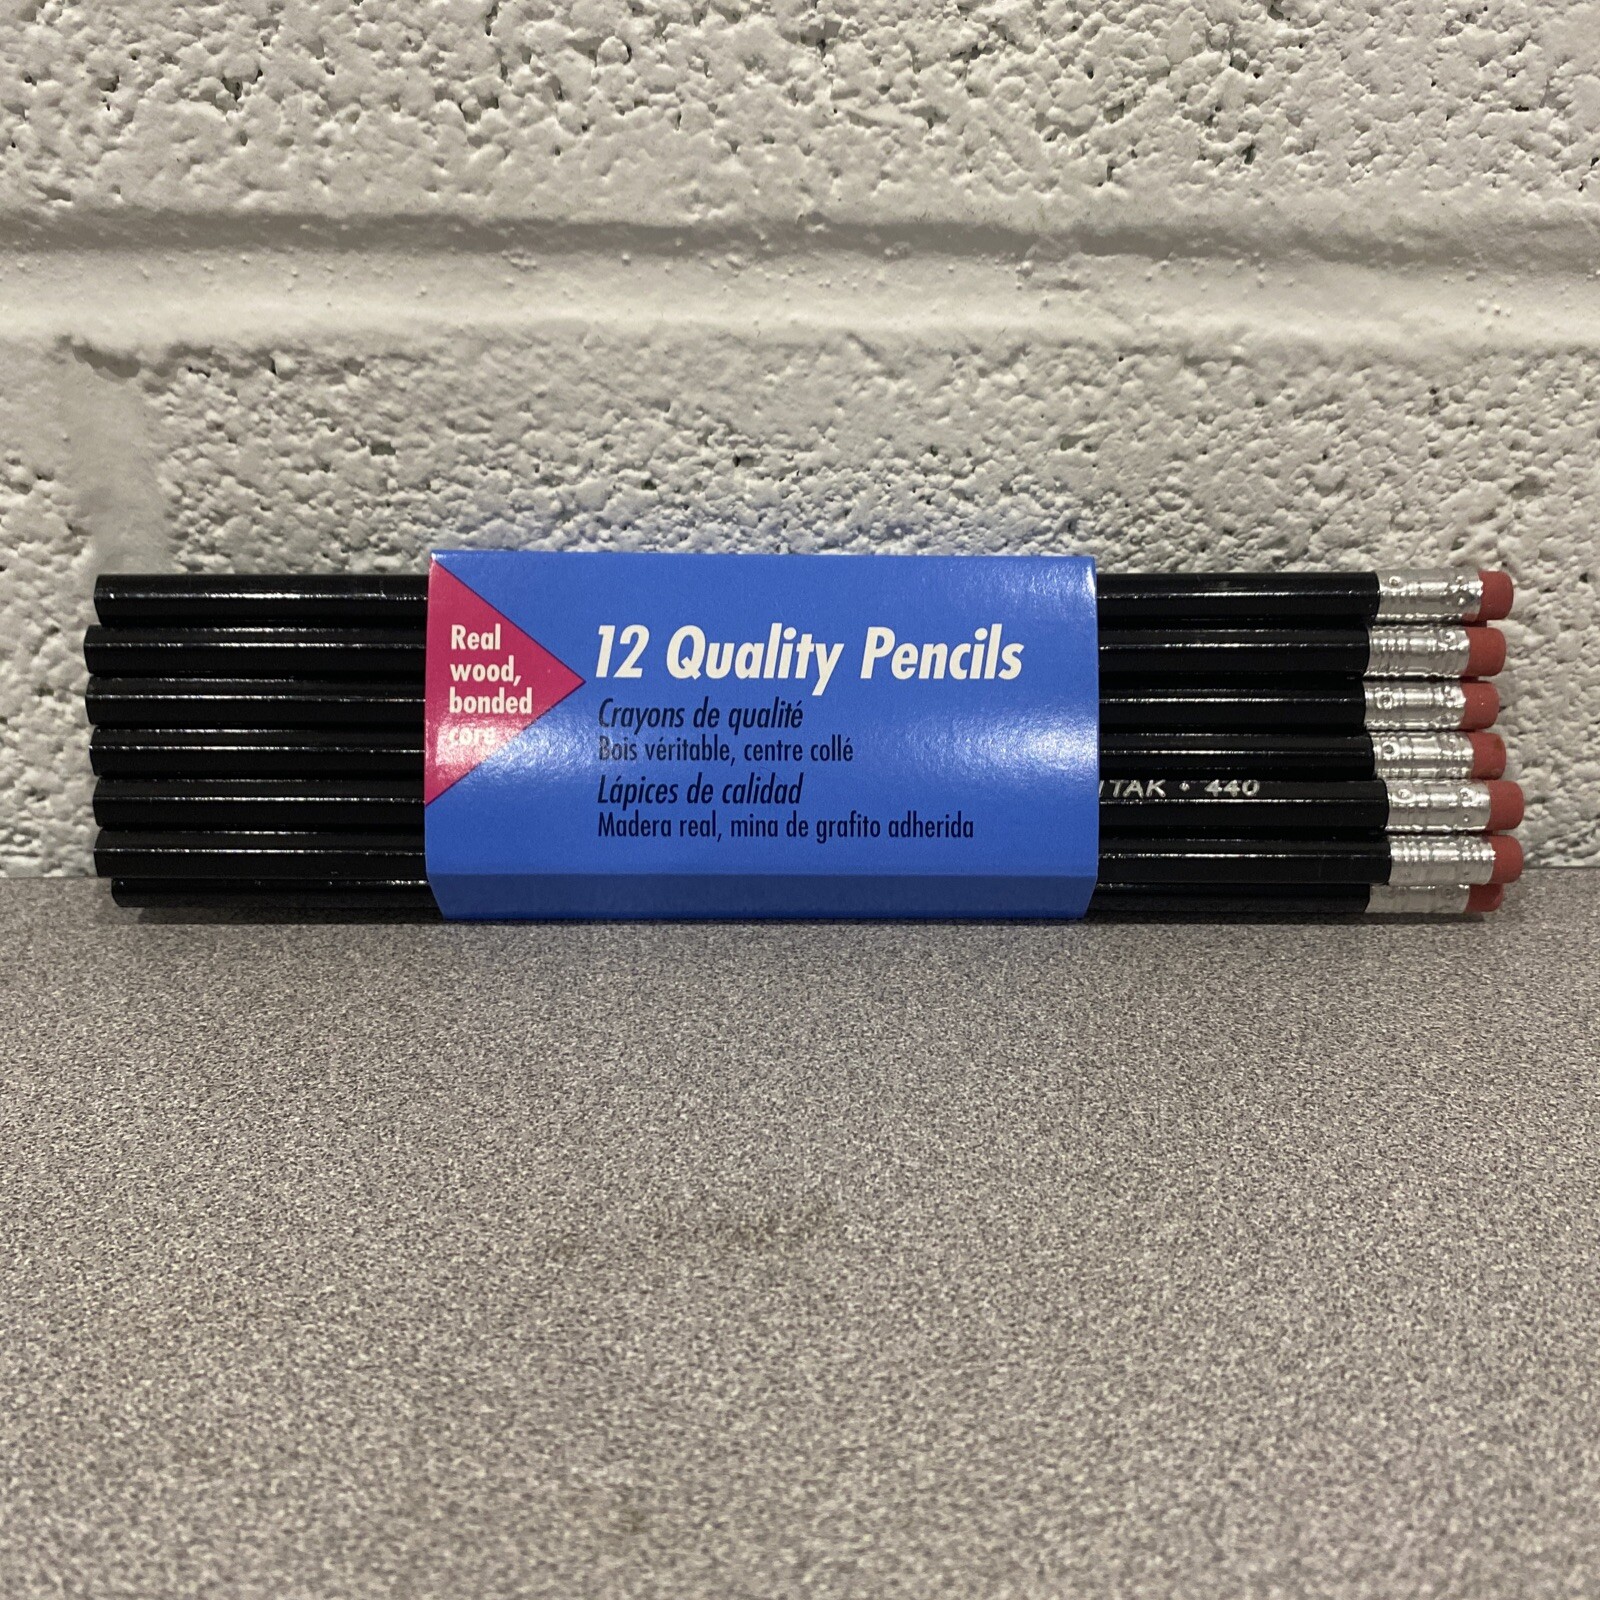 Real
wood,
bonded
core
12 Quality Pencils
Crayons de qualité
Bois véritable, centre collé
Lápices de calidad
Madera real, mina de grafito adherida
TAK • 440